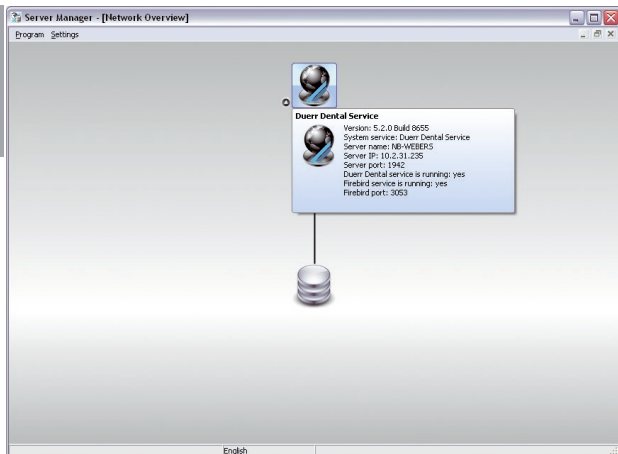 Server Manager - [Network Overview]
Program Settings
Duerr Dental Service
Version: 5.2.0 Build 8655
System service: Duerr Dental Service
Server name: NB-WEBERS
Server IP: 10.2.31.235
Server port: 1942
Duerr Dental service is running: yes
Firebird service is running: yes
Firebird port: 3053
English